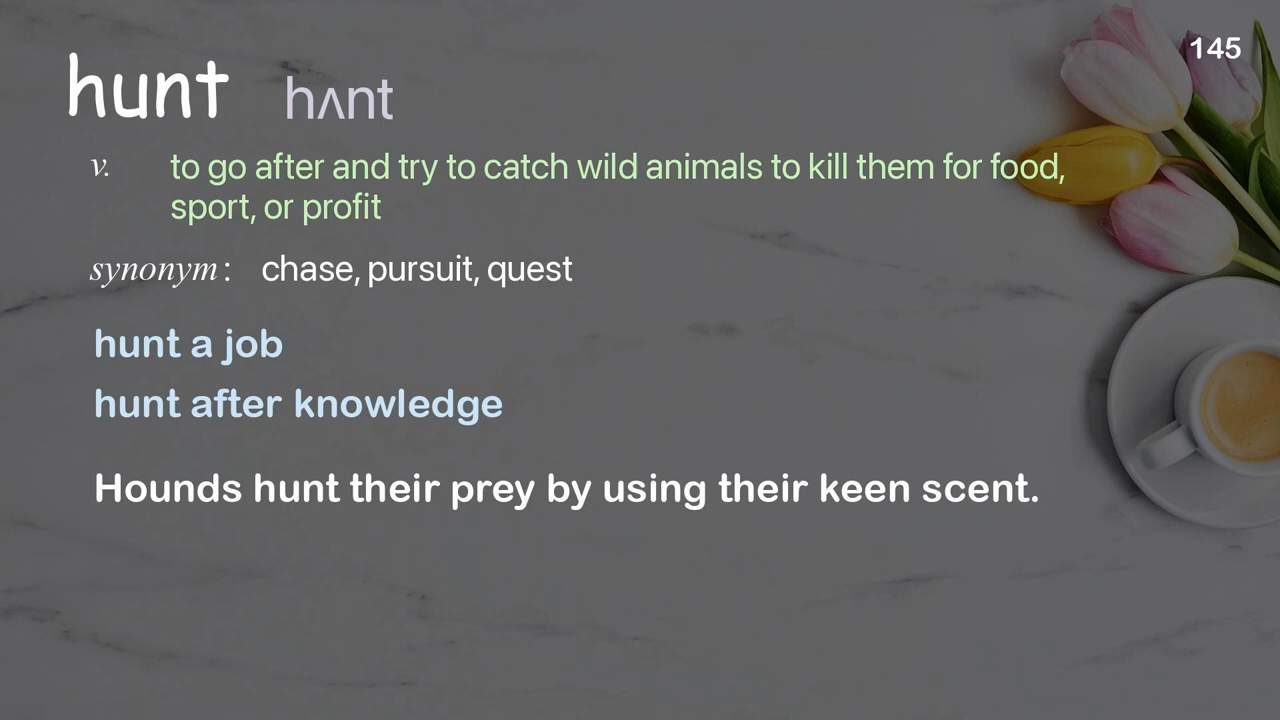 145
hunt hʌnt
v. to go after and try to catch wild animals to kill them for food,
sport, or profit
synonym: chase, pursuit, quest
hunt a job
hunt after knowledge
Hounds hunt their prey by using their keen scent.